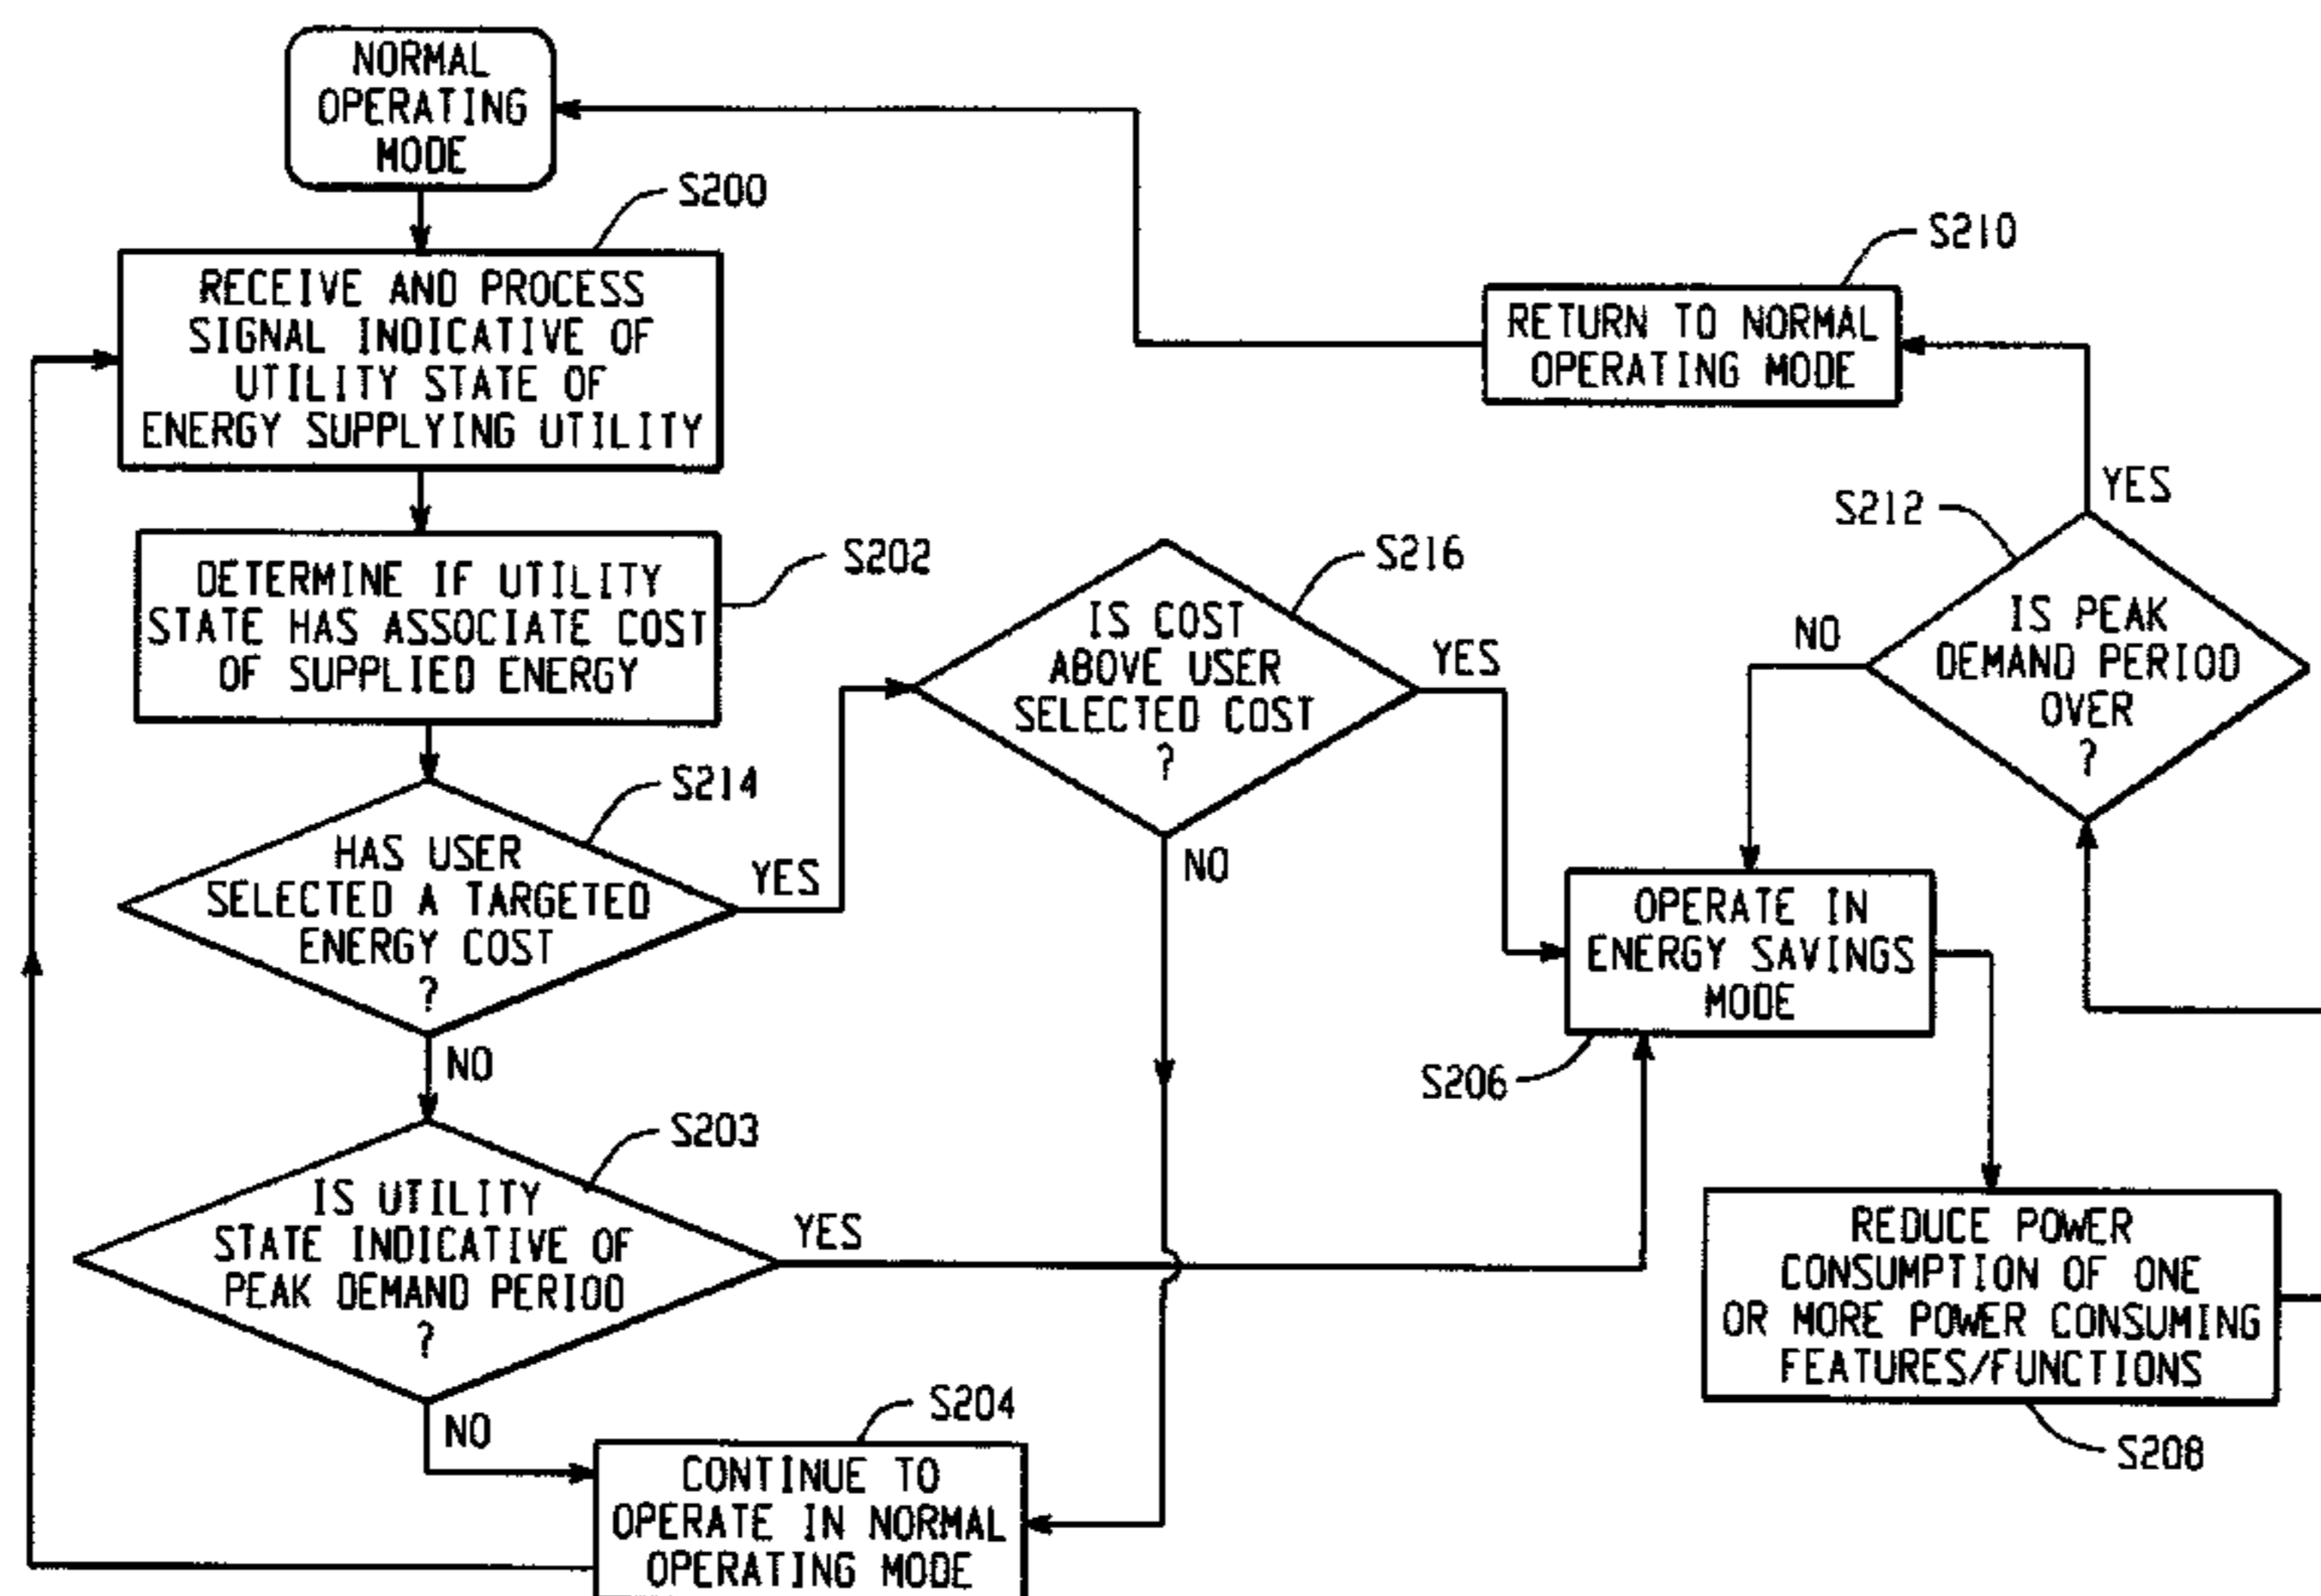 NORMAL
OPERATING
MODE
S200
RECEIVE AND PROCESS
SIGNAL INDICATIVE OF
UTILITY STATE OF
ENERGY SUPPLYING UTILITY
S202
DETERMINE IF UTILITY
STATE HAS ASSOCIATE COST
OF SUPPLIED ENERGY
S214
HAS USER
SELECTED A TARGETED
ENERGY COST
?
YES
NO
S203
IS UTILITY
STATE INDICATIVE OF
PEAK DEMAND PERIOD
?
YES
NO
S204
CONTINUE TO
OPERATE IN NORMAL
OPERATING MODE
S216
IS COST
ABOVE USER
SELECTED COST
?
YES
NO
S210
RETURN TO NORMAL
OPERATING MODE
S212
YES
NO
IS PEAK
DEMAND PERIOD
OVER
?
OPERATE IN
ENERGY SAVINGS
MODE
S206
REDUCE POWER
CONSUMPTION OF ONE
OR MORE POWER CONSUMING
FEATURES/FUNCTIONS
S208